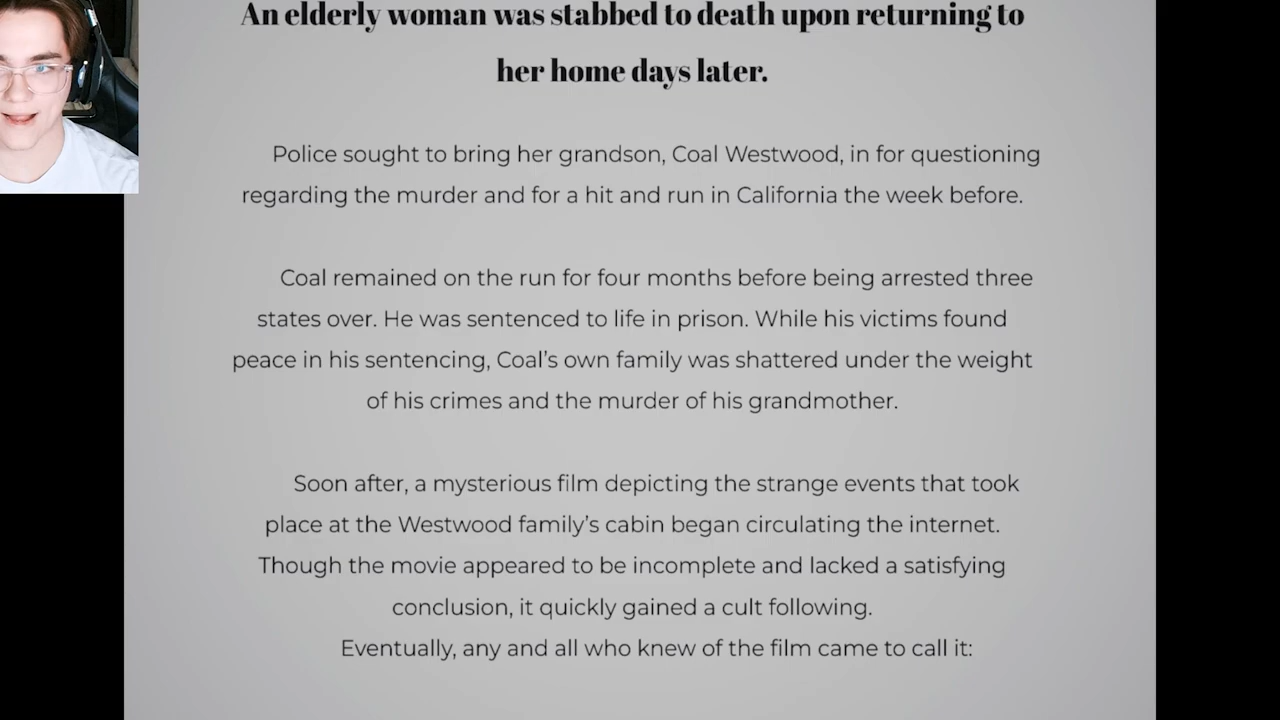 An elderly woman was stabbed to death upon returning to
her home days later.
Police sought to bring her grandson, Coal Westwood, in for questioning
regarding the murder and for a hit and run in California the week before.
Coal remained on the run for four months before being arrested three
states over. He was sentenced to life in prison. While his victims found
peace in his sentencing, Coal’s own family was shattered under the weight
of his crimes and the murder of his grandmother.
Soon after, a mysterious film depicting the strange events that took
place at the Westwood family’s cabin began circulating the internet.
Though the movie appeared to be incomplete and lacked a satisfying
conclusion, it quickly gained a cult following.
Eventually, any and all who knew of the film came to call it: